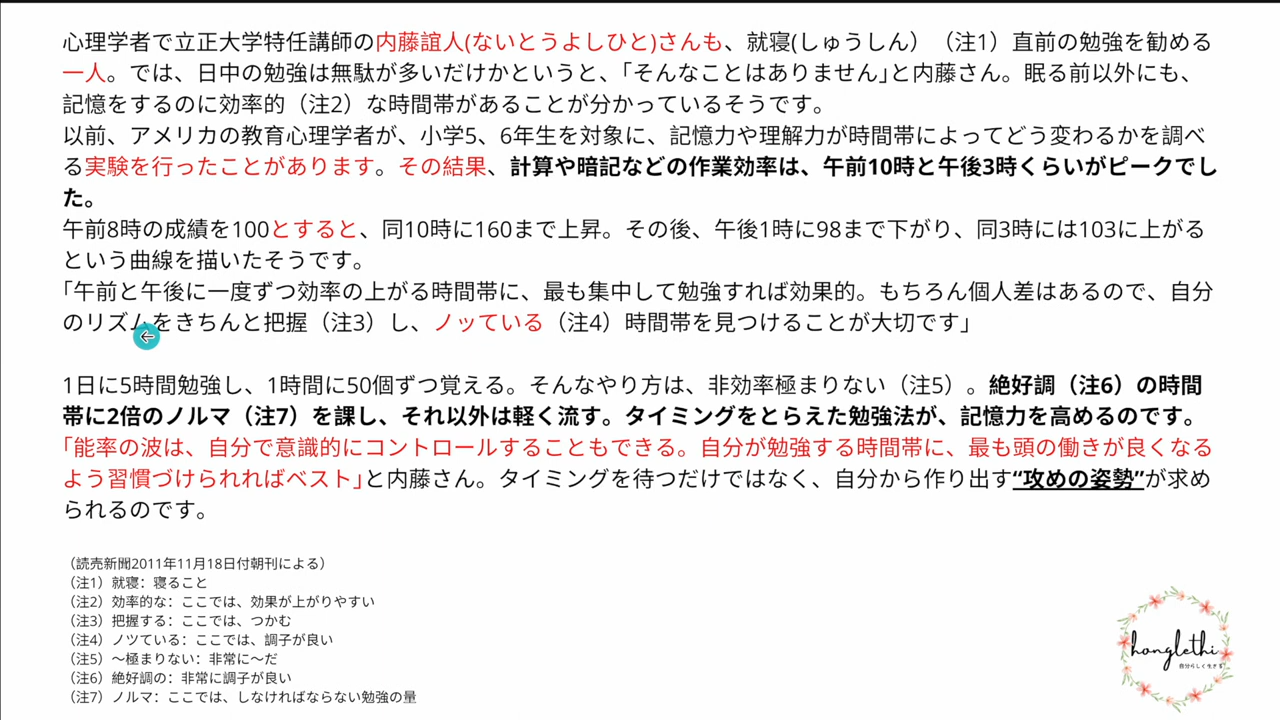 心理学者で立正大学特任講師の内藤誼人(ないとうよしひと)さんも、就寝(しゅうしん）（注1）直前の勉強を勧める
一人。では、日中の勉強は無駄が多いだけかというと、「そんなことはありません」と内藤さん。眠る前以外にも、
記憶をするのに効率的（注2）な時間帯があることが分かっているそうです。
以前、アメリカの教育心理学者が、小学5、6年生を対象に、記憶力や理解力が時間帯によってどう変わるかを調べ
る実験を行ったことがあります。その結果、計算や暗記などの作業効率は、午前10時と午後3時くらいがピークでし
た。
午前8時の成績を100とすると、同10時に160まで上昇。その後、午後1時に98まで下がり、同3時には103に上がる
という曲線を描いたそうです。
「午前と午後に一度ずつ効率の上がる時間帯に、最も集中して勉強すれば効果的。もちろん個人差はあるので、自分
のリズムをきちんと把握（注3）し、ノッている（注4）時間帯を見つけることが大切です」
1日に5時間勉強し、1時間に50個ずつ覚える。そんなやり方は、非効率極まりない（注5）。絶好調（注6）の時間
帯に2倍のノルマ（注7）を課し、それ以外は軽く流す。タイミングをとらえた勉強法が、記憶力を高めるのです。
「能率の波は、自分で意識的にコントロールすることもできる。自分が勉強する時間帯に、最も頭の働きが良くなる
よう習慣づけられればベスト」と内藤さん。タイミングを待つだけではなく、自分から作り出す“攻めの姿勢”が求め
られるのです。
（読売新聞2011年11月18日付朝刊による）
（注1）就寝：寝ること
（注2）効率的な：ここでは、効果が上がりやすい
（注3）把握する：ここでは、つかむ
（注4）ノツている：ここでは、調子が良い
（注5）〜極まりない：非常に〜だ
（注6）絶好調の：非常に調子が良い
（注7）ノルマ：ここでは、しなければならない勉強の量
honglethi
自分らしく生きる